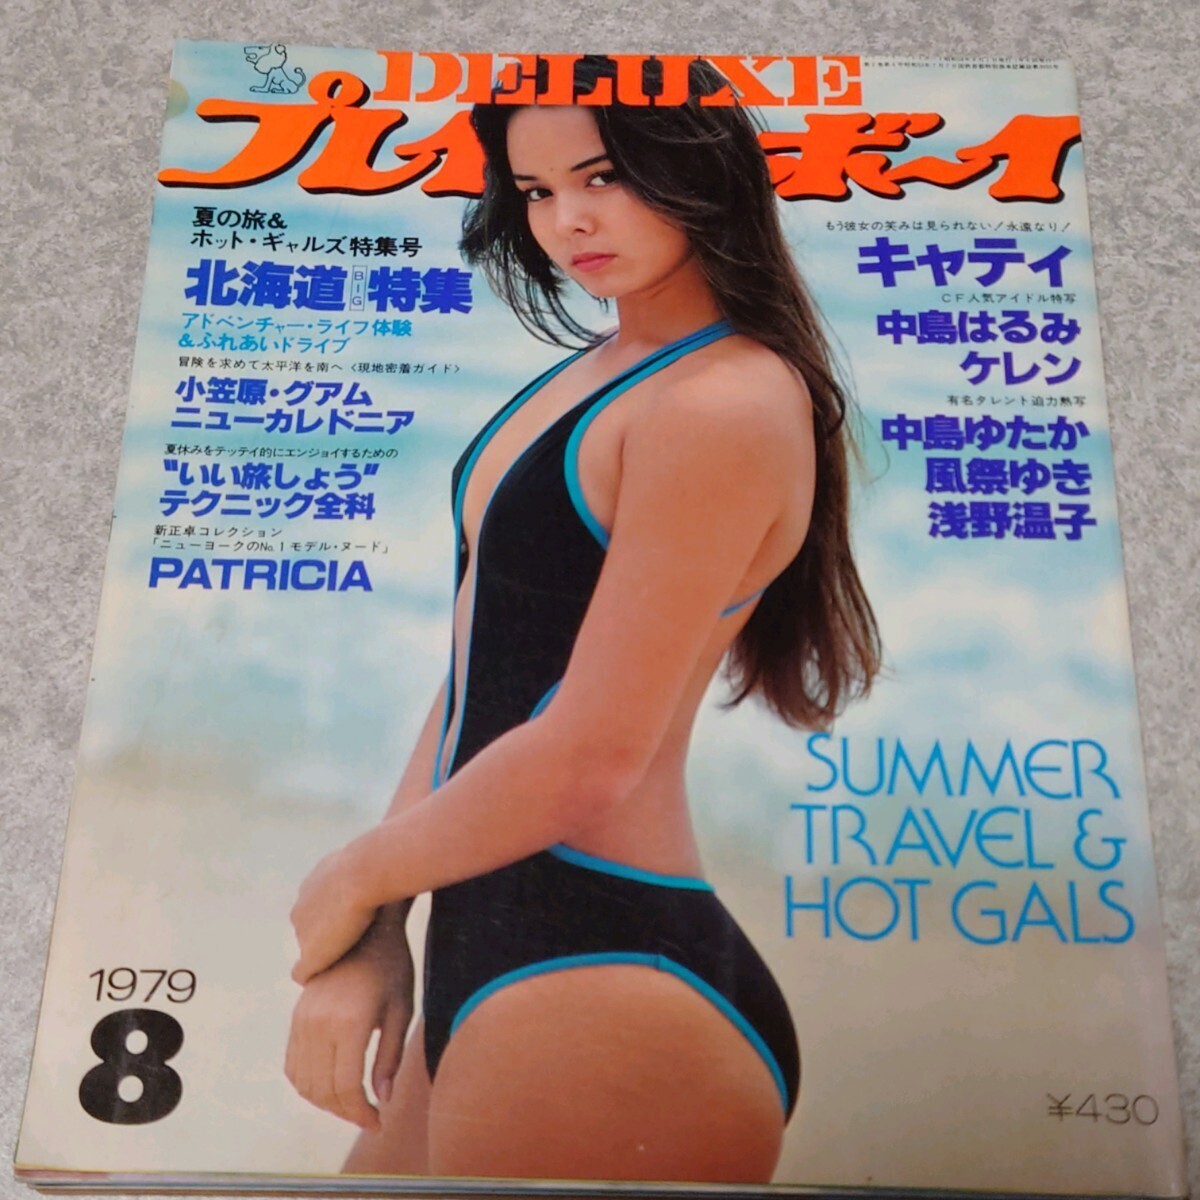 DELUXE
プレイボーイ
夏の旅&
ホット・ギャルズ特集号
北海道BIG特集
アドベンチャー・ライフ体験
&ふれあいドライブ
冒険を求めて太平洋を南へ〈現地密着ガイド〉
小笠原・グアム
ニューカレドニア
夏休みをテッテイ的にエンジョイするための
"いい旅しょう"
テクニック全科
新正卓コレクション
「ニューヨークのNo.1モデル・ヌード」
PATRICIA
もう彼女の笑みは見られない!永遠なり!
キャティ
CF人気アイドル特写
中島はるみ
ケレン
有名タレント迫力熟写
中島ゆたか
風祭ゆき
浅野温子
SUMMER
TRAVEL &
HOT GALS
1979
8
¥430